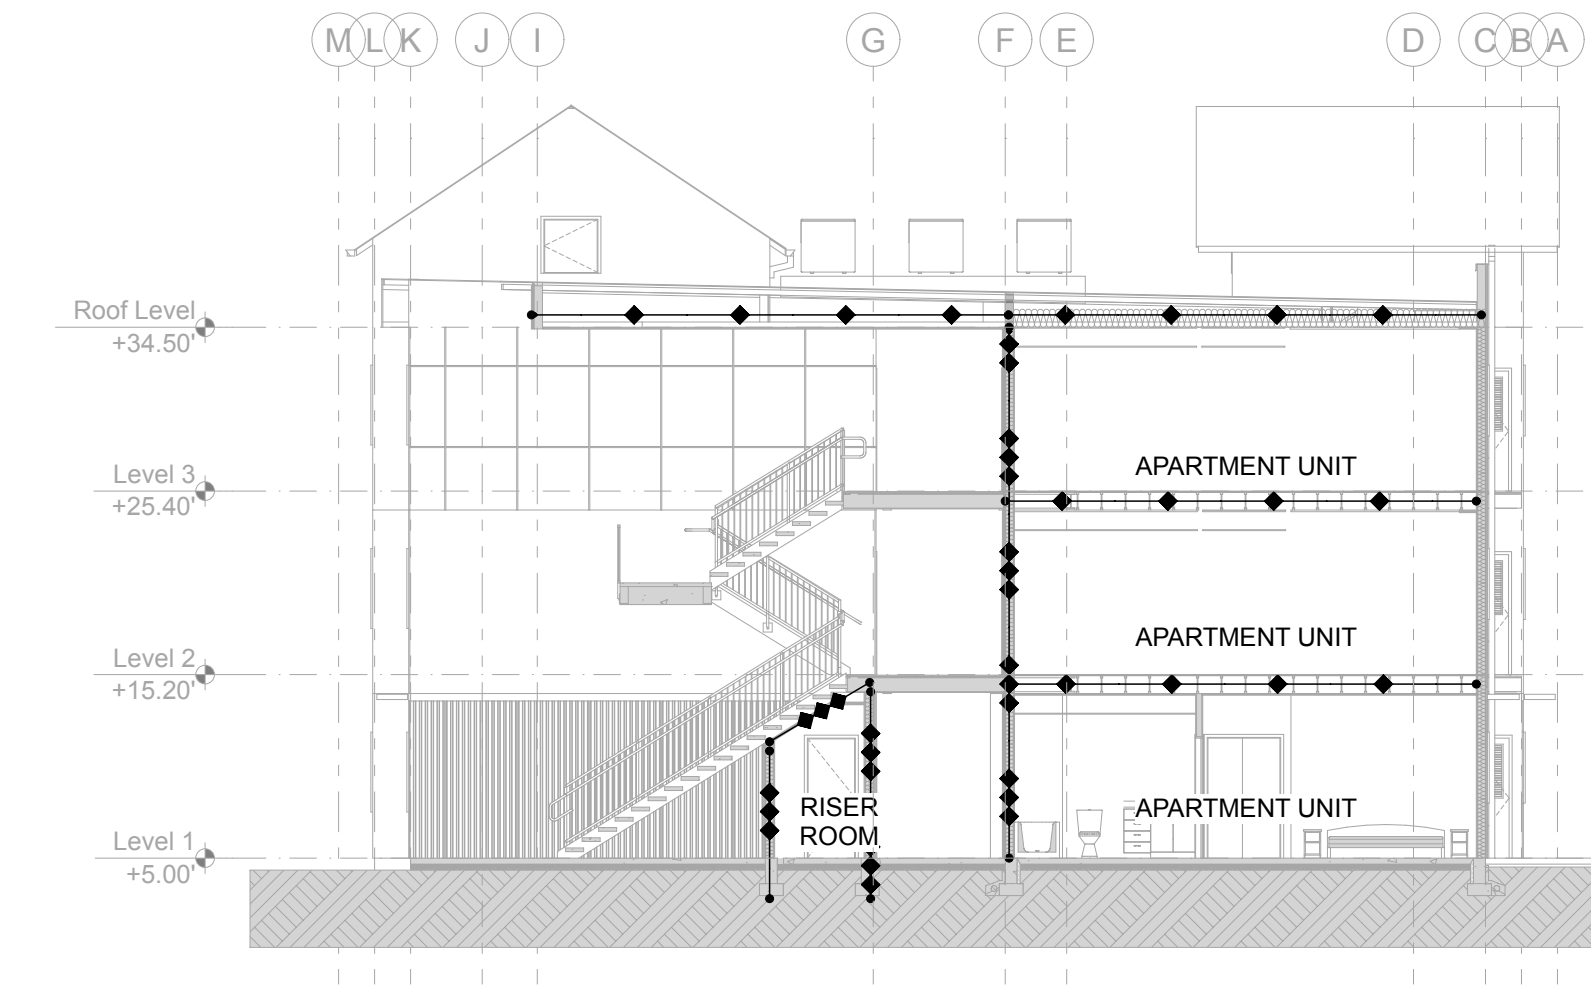 M L K J I G F E D C B A
Roof Level
+34.50'
Level 3
+25.40'
APARTMENT UNIT
Level 2
+15.20'
APARTMENT UNIT
Level 1
+5.00'
RISER
ROOM
APARTMENT UNIT